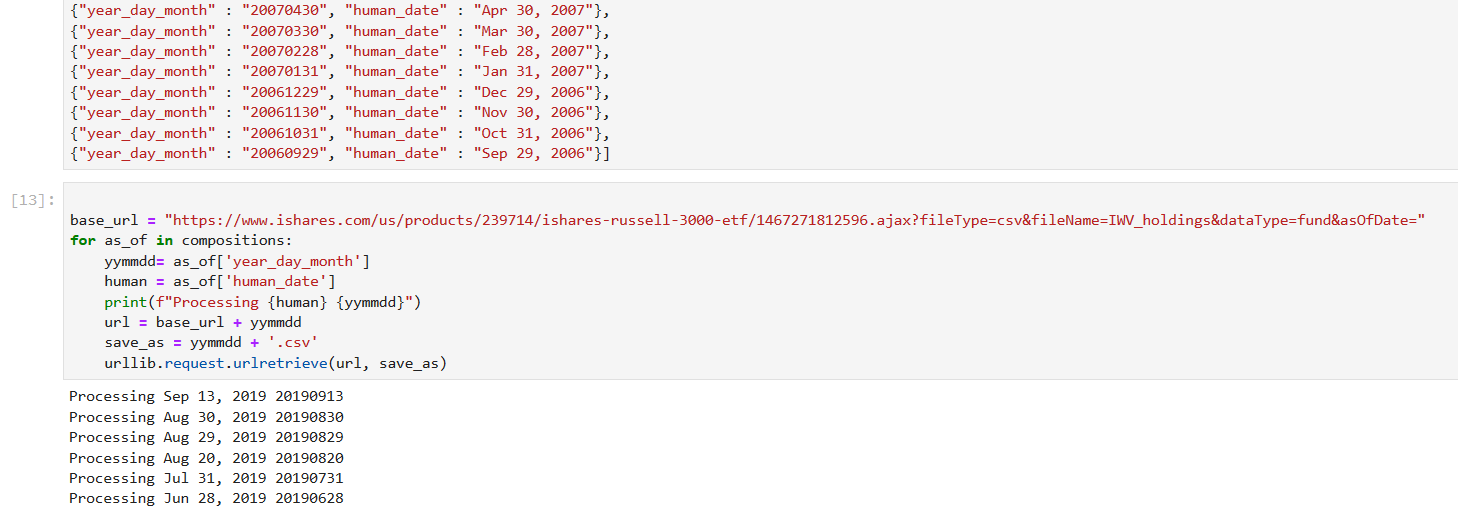 {"year_day_month" : "20070430", "human_date" : "Apr 30, 2007"},
{"year_day_month" : "20070330", "human_date" : "Mar 30, 2007"},
{"year_day_month" : "20070228", "human_date" : "Feb 28, 2007"},
{"year_day_month" : "20070131", "human_date" : "Jan 31, 2007"},
{"year_day_month" : "20061229", "human_date" : "Dec 29, 2006"},
{"year_day_month" : "20061130", "human_date" : "Nov 30, 2006"},
{"year_day_month" : "20061031", "human_date" : "Oct 31, 2006"},
{"year_day_month" : "20060929", "human_date" : "Sep 29, 2006"}]
[13]:
base_url = "https://www.ishares.com/us/products/239714/ishares-russell-3000-etf/1467271812596.ajax?fileType=csv&fileName=IWV_holdings&dataType=fund&asOfDate="
for as_of in compositions:
    yymmdd= as_of['year_day_month']
    human = as_of['human_date']
    print(f"Processing {human} {yymmdd}")
    url = base_url + yymmdd
    save_as = yymmdd + '.csv'
    urllib.request.urlretrieve(url, save_as)
Processing Sep 13, 2019 20190913
Processing Aug 30, 2019 20190830
Processing Aug 29, 2019 20190829
Processing Aug 20, 2019 20190820
Processing Jul 31, 2019 20190731
Processing Jun 28, 2019 20190628